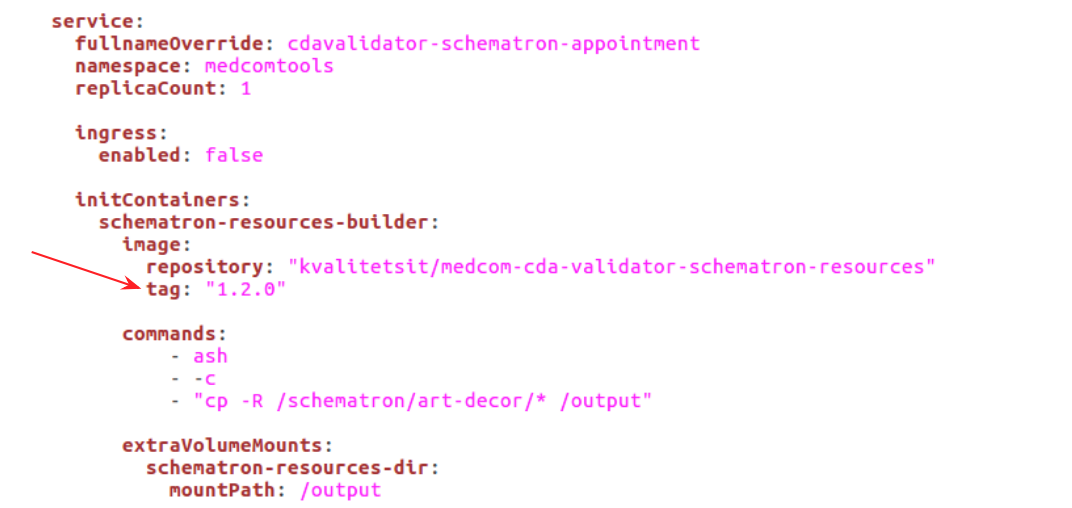 service:
  fullnameOverride: cdavalidator-schematron-appointment
  namespace: medcomtools
  replicaCount: 1

  ingress:
    enabled: false

  initContainers:
    schematron-resources-builder:
      image:
        repository: "kvalitetsit/medcom-cda-validator-schematron-resources"
        tag: "1.2.0"

      commands:
          - ash
          - -c
          - "cp -R /schematron/art-decor/* /output"

      extraVolumeMounts:
        schematron-resources-dir:
          mountPath: /output